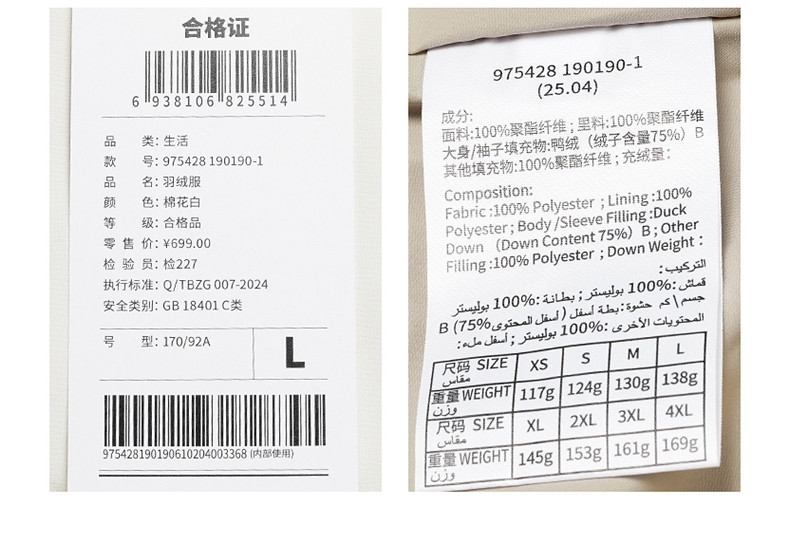 合格证
6 938106 825514
品 类: 生活
款 号: 975428 190190-1
品 名: 羽绒服
颜 色: 棉花白
等 级: 合格品
零 售 价: ¥699.00
检 验 员: 检227
执行标准: Q/TBZG 007-2024
安全类别: GB 18401 C类
号 型: 170/92A
L
975428190190610204003368 (内部使用)
975428 190190-1
(25.04)
成分:
面料:100%聚酯纤维 ; 里料:100%聚酯纤维
大身/袖子填充物:鸭绒（绒子含量75%）B
其他填充物:100%聚酯纤维 ; 充绒量:
Composition:
Fabric :100% Polyester ; Lining :100%
Polyester ; Body /Sleeve Filling :Duck
Down （Down Content 75%）B ; Other
Filling :100% Polyester ; Down Weight :
التركيب:
قماش :100% بوليستر ; بطانة :100% بوليستر
جسم\ كم حشوة: بطة أسفل ( أسفل المحتوى 75%) B
المحتويات الأخرى :100% بوليستر ; أسفل ملء:
尺码 SIZE مقاس XS S M L
重量 WEIGHT وزن 117g 124g 130g 138g
尺码 SIZE مقاس XL 2XL 3XL 4XL
重量 WEIGHT وزن 145g 153g 161g 169g